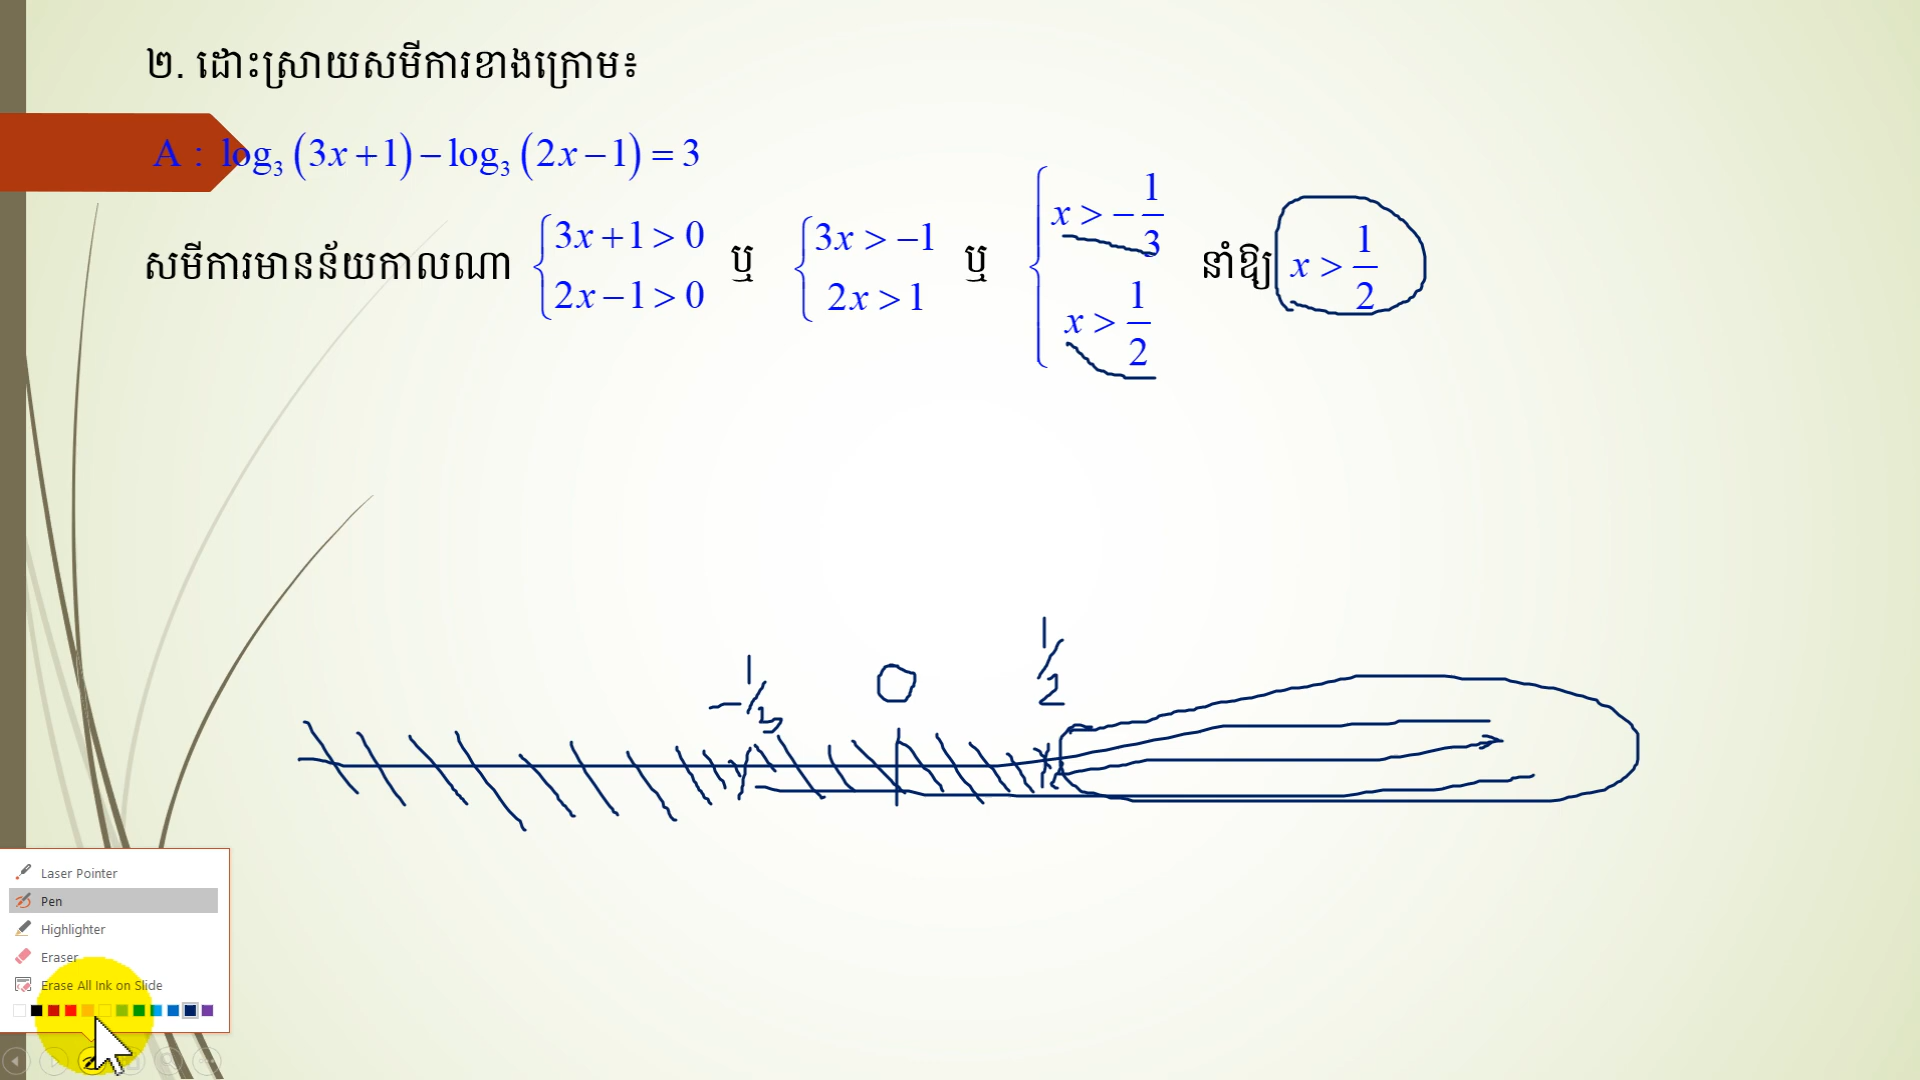 ២. ដោះស្រាយសមីការខាងក្រោម៖
A : log₃(3x+1)−log₃(2x−1)=3
សមីការមានន័យកាលណា {3x+1>0 2x−1>0 ឬ {3x>−1 2x>1 ឬ {x>−1/3 x>1/2 នាំឱ្យ x>1/2
−1/3 0 1/2
Laser Pointer
Pen
Highlighter
Eraser
Erase All Ink on Slide